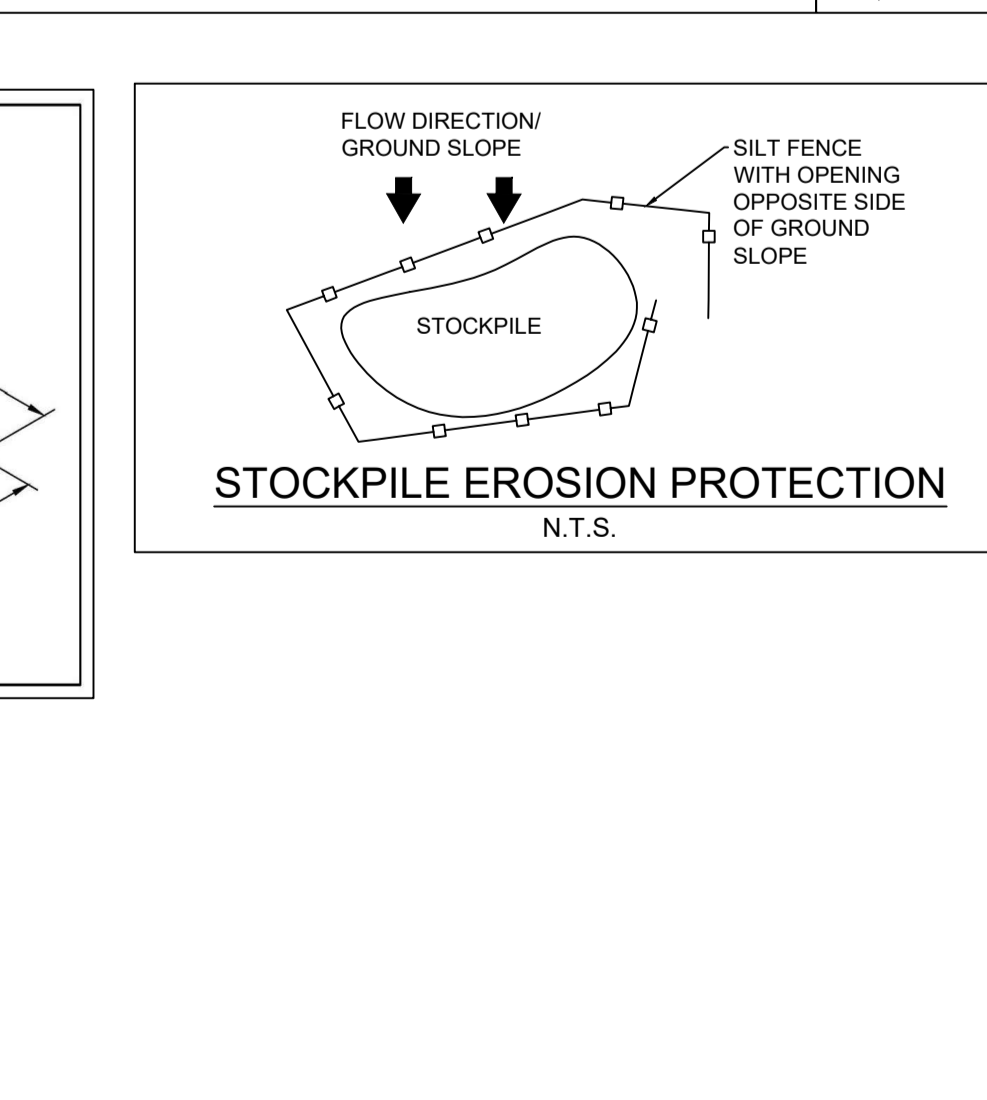 FLOW DIRECTION/
GROUND SLOPE
SILT FENCE
WITH OPENING
OPPOSITE SIDE
OF GROUND
SLOPE
STOCKPILE
STOCKPILE EROSION PROTECTION
N.T.S.